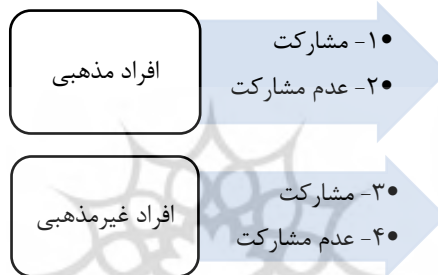 افراد مذهبی
•۱- مشارکت
•۲- عدم مشارکت
افراد غیرمذهبی
•۳- مشارکت
•۴- عدم مشارکت